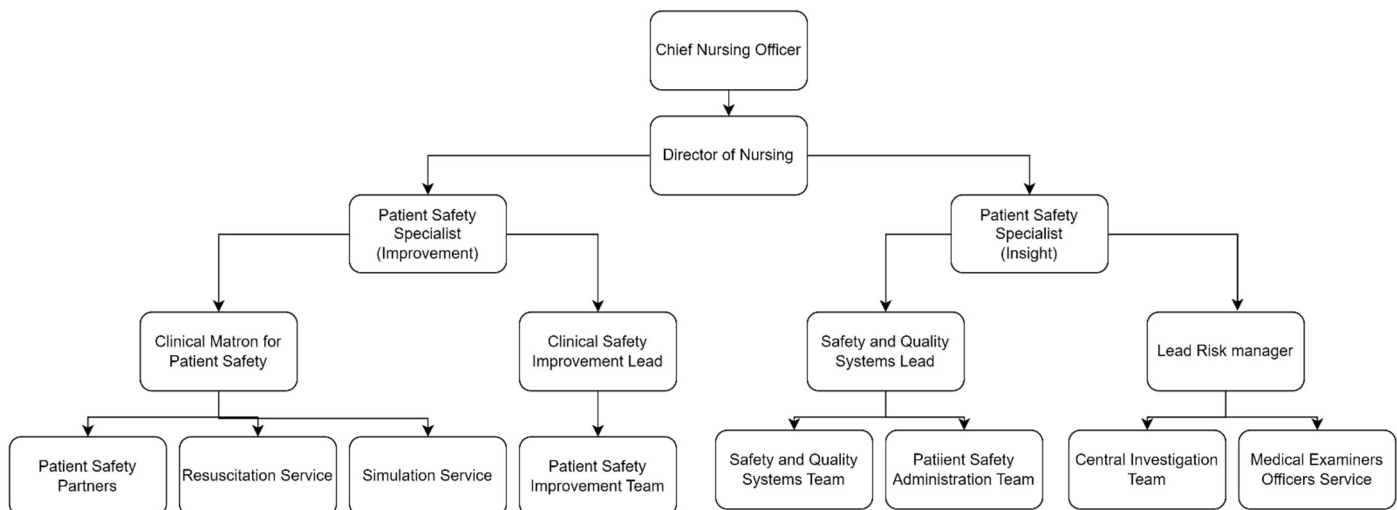 Chief Nursing Officer
Director of Nursing
Patient Safety
Specialist
(Improvement)
Patient Safety
Specialist
(Insight)
Clinical Matron for
Patient Safety
Clinical Safety
Improvement Lead
Safety and Quality
Systems Lead
Lead Risk manager
Patient Safety
Partners
Resuscitation Service
Simulation Service
Patient Safety
Improvement Team
Safety and Quality
Systems Team
Patiient Safety
Administration Team
Central Investigation
Team
Medical Examiners
Officers Service